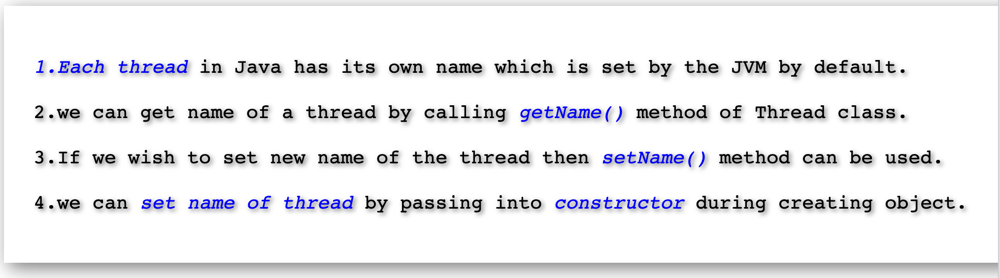 1.Each thread in Java has its own name which is set by the JVM by default.
2.we can get name of a thread by calling getName() method of Thread class.
3.If we wish to set new name of the thread then setName() method can be used.
4.we can set name of thread by passing into constructor during creating object.